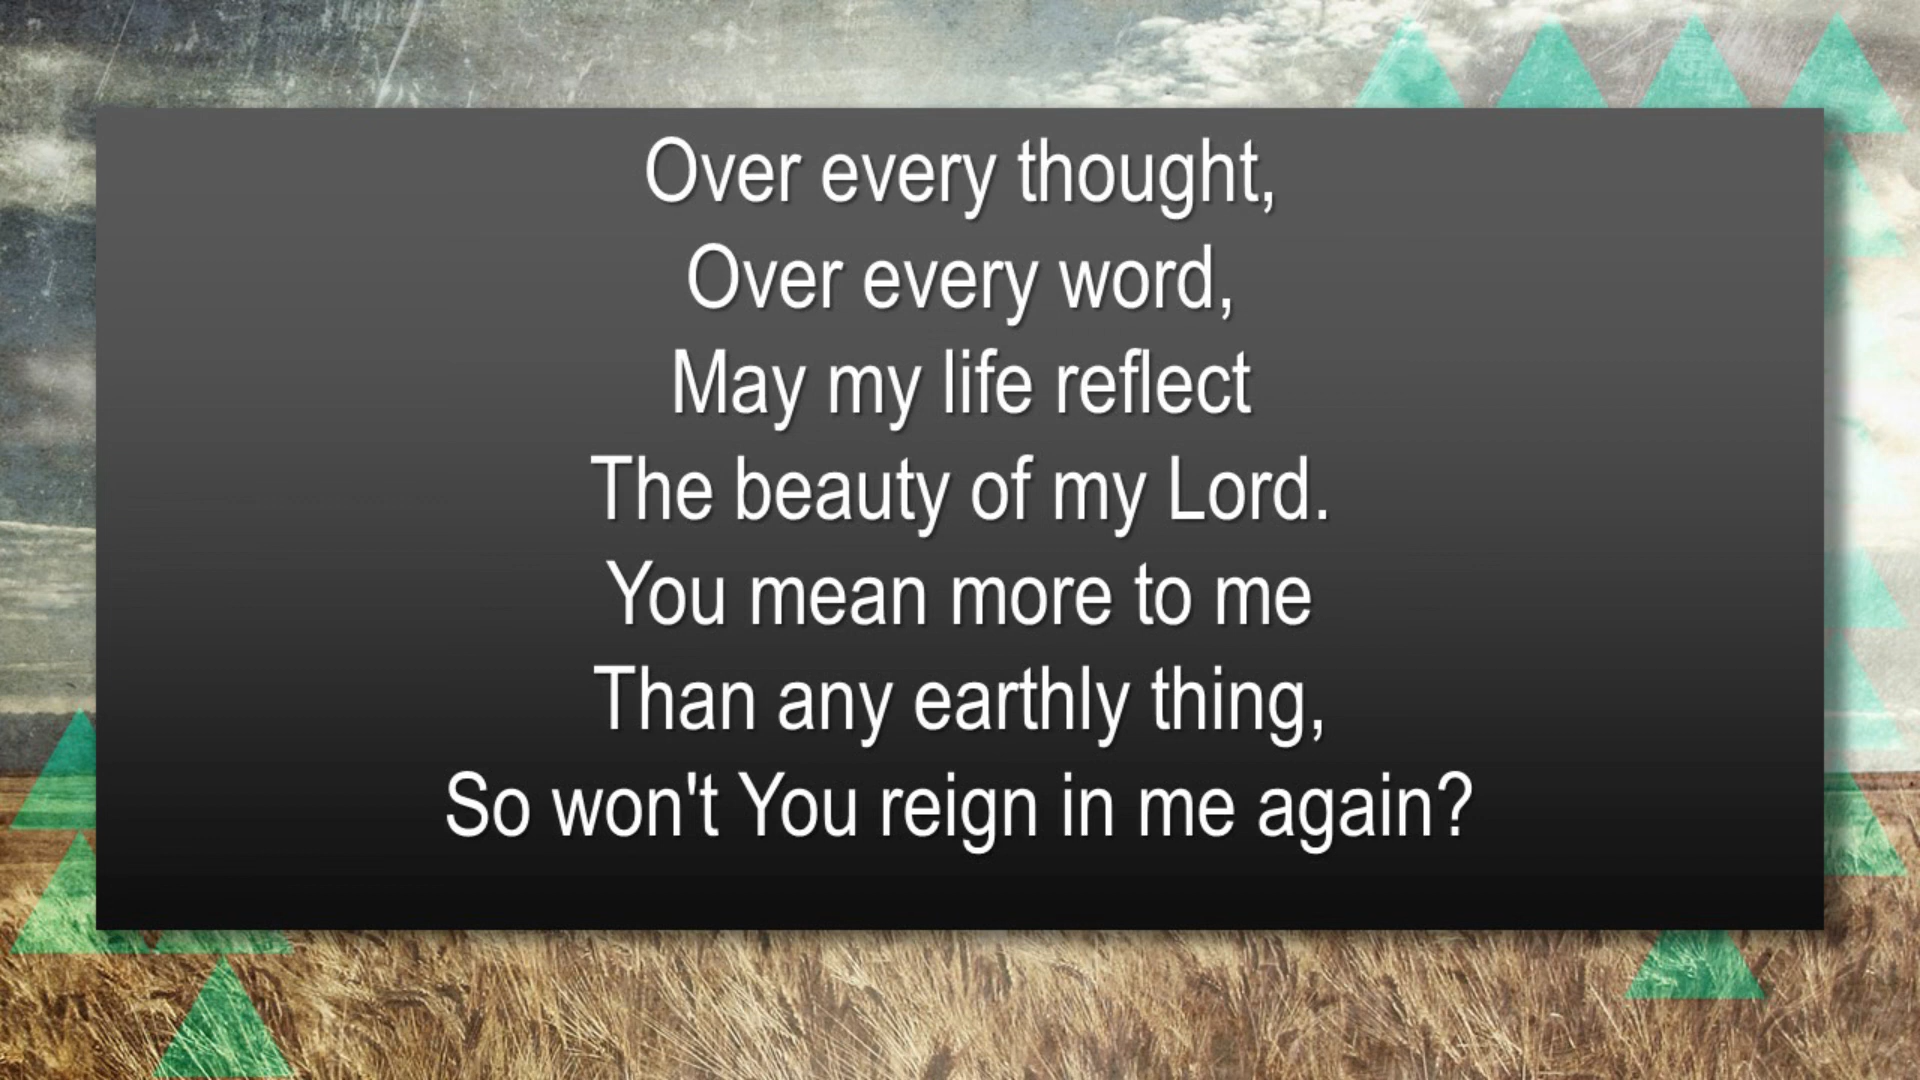 Over every thought,
Over every word,
May my life reflect
The beauty of my Lord.
You mean more to me
Than any earthly thing,
So won't You reign in me again?